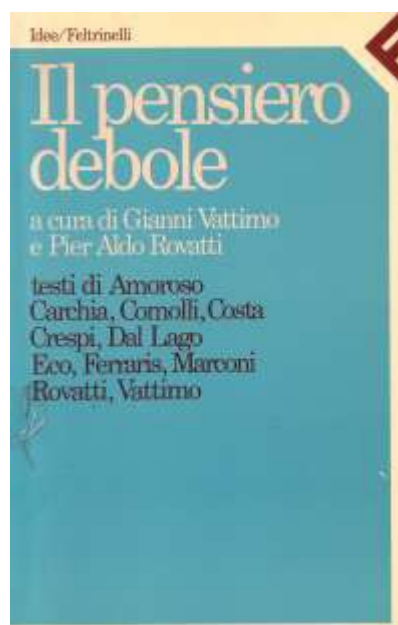 Idee/Feltrinelli
Il pensiero
debole
a cura di Gianni Vattimo
e Pier Aldo Rovatti
testi di Amoroso
Carchia, Comolli, Costa
Crespi, Dal Lago
Eco, Ferraris, Marconi
Rovatti, Vattimo